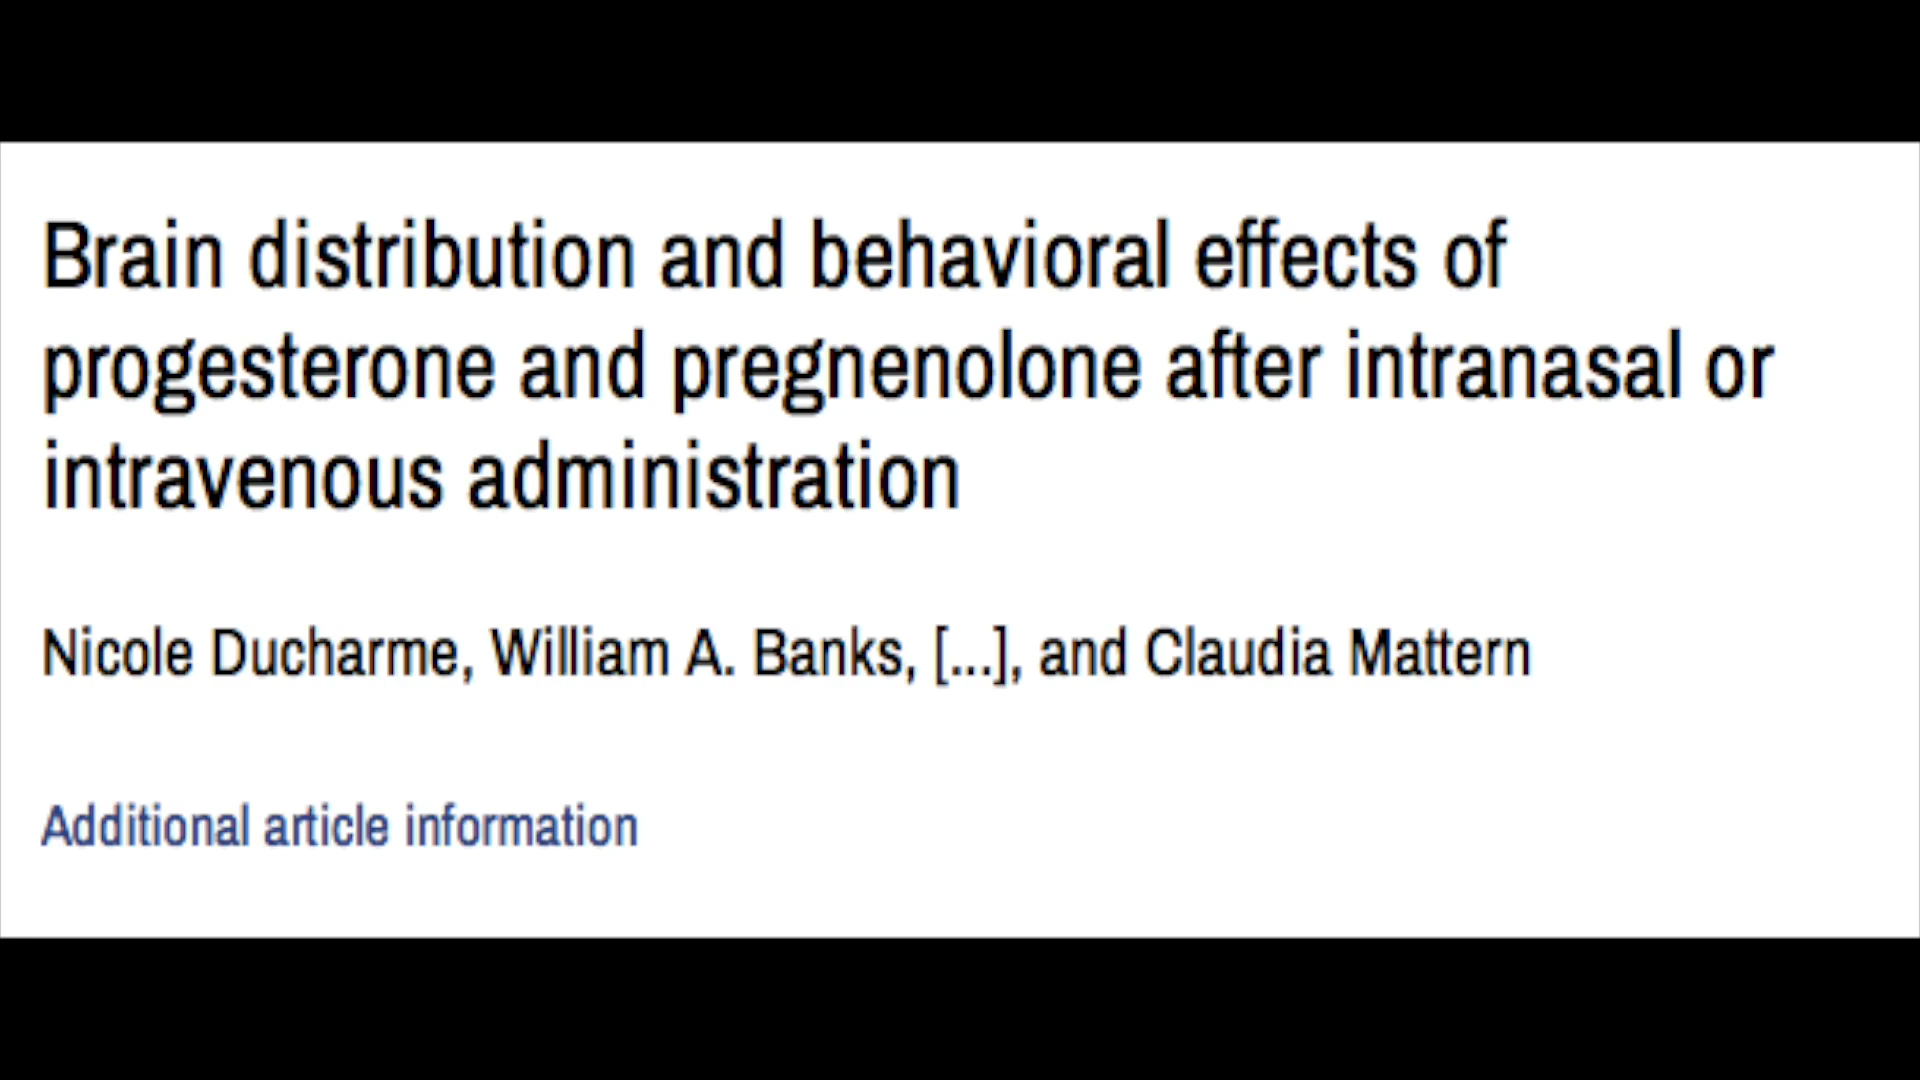 Brain distribution and behavioral effects of
progesterone and pregnenolone after intranasal or
intravenous administration
Nicole Ducharme, William A. Banks, [...], and Claudia Mattern
Additional article information